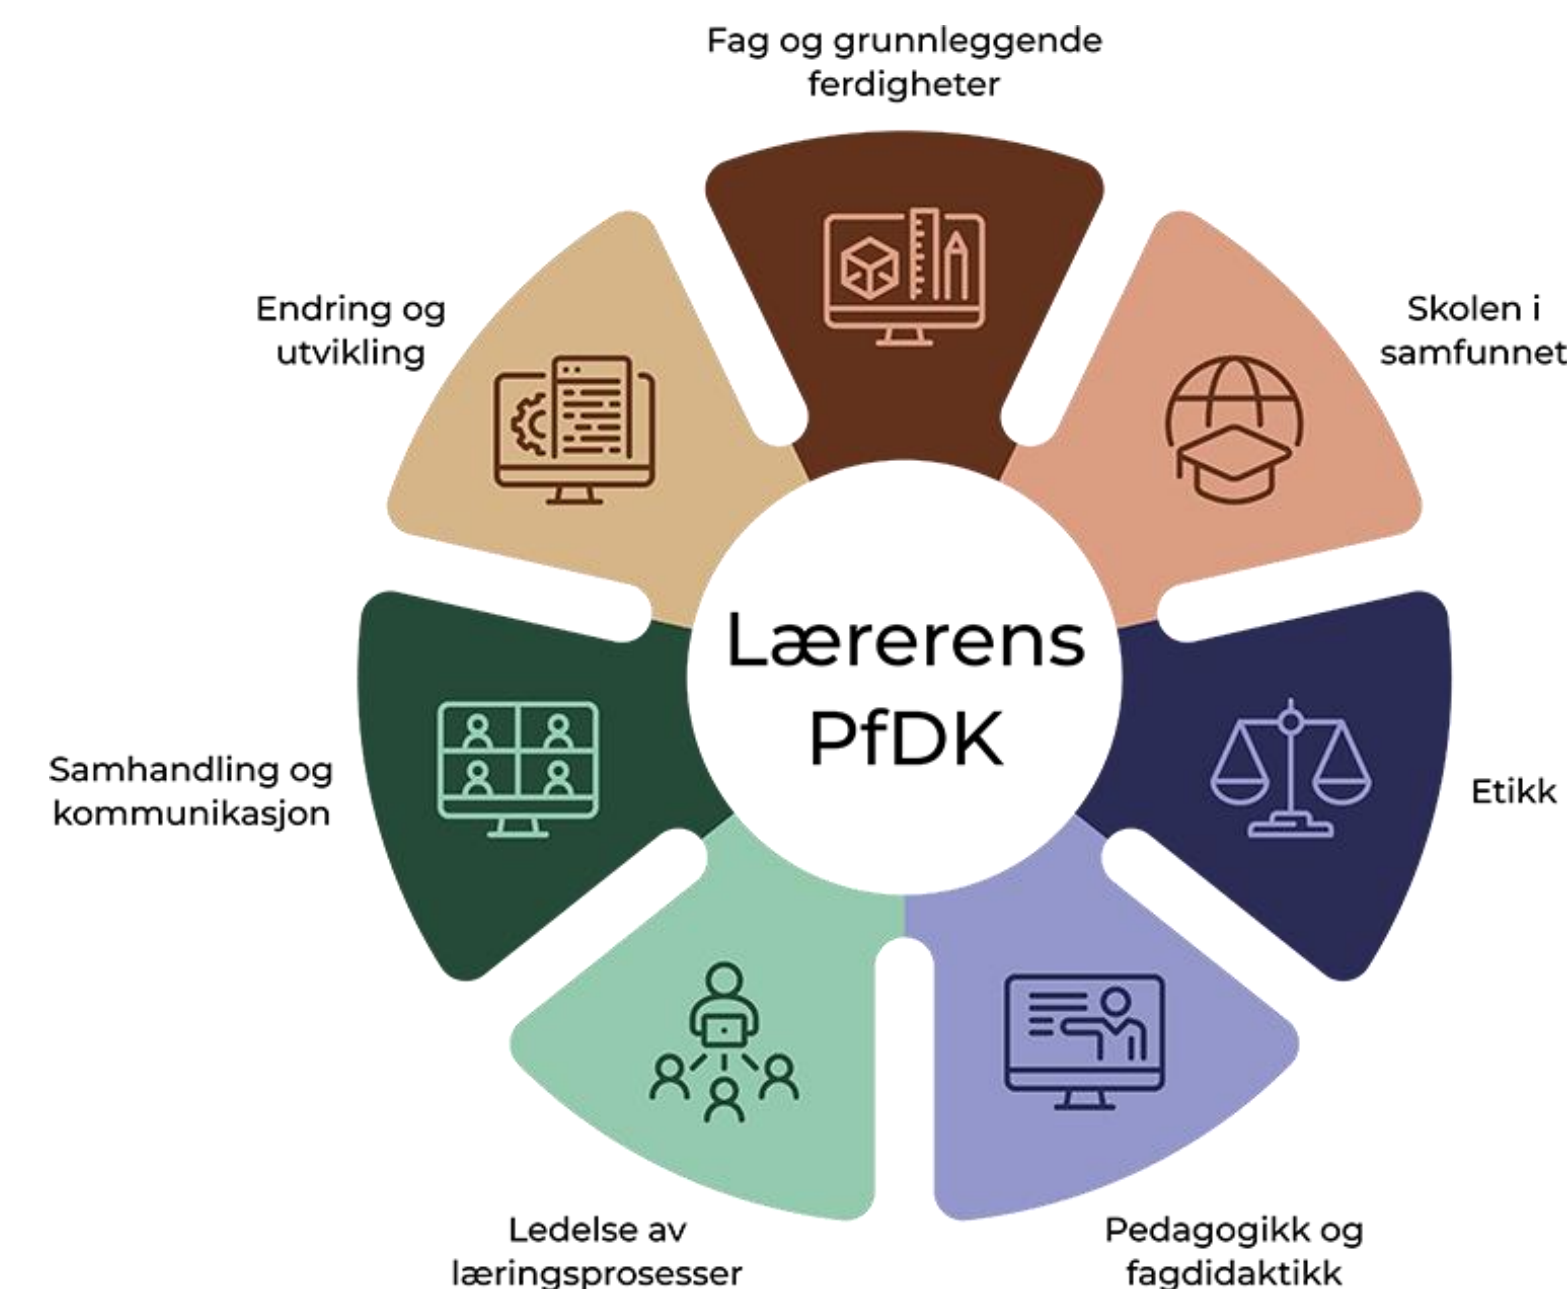 Fag og grunnleggende
ferdigheter
Skolen i
samfunnet
Etikk
Pedagogikk og
fagdidaktikk
Ledelse av
læringsprosesser
Samhandling og
kommunikasjon
Endring og
utvikling
Lærerens
PfDK